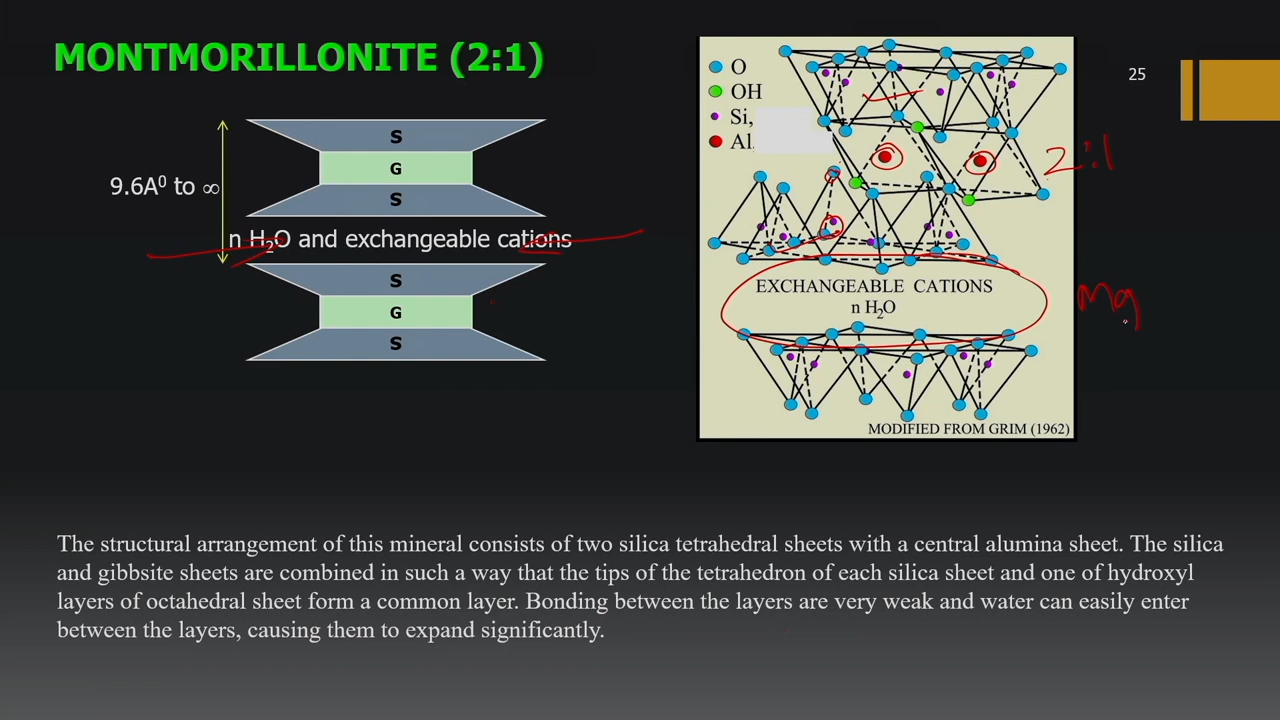 MONTMORILLONITE (2:1)
25
S
G
S
9.6A⁰ to ∞
n H₂O and exchangeable cations
S
G
S
O
OH
Si,
Al.
2:1
EXCHANGEABLE CATIONS
n H₂O
Mg
MODIFIED FROM GRIM (1962)
The structural arrangement of this mineral consists of two silica tetrahedral sheets with a central alumina sheet. The silica
and gibbsite sheets are combined in such a way that the tips of the tetrahedron of each silica sheet and one of hydroxyl
layers of octahedral sheet form a common layer. Bonding between the layers are very weak and water can easily enter
between the layers, causing them to expand significantly.